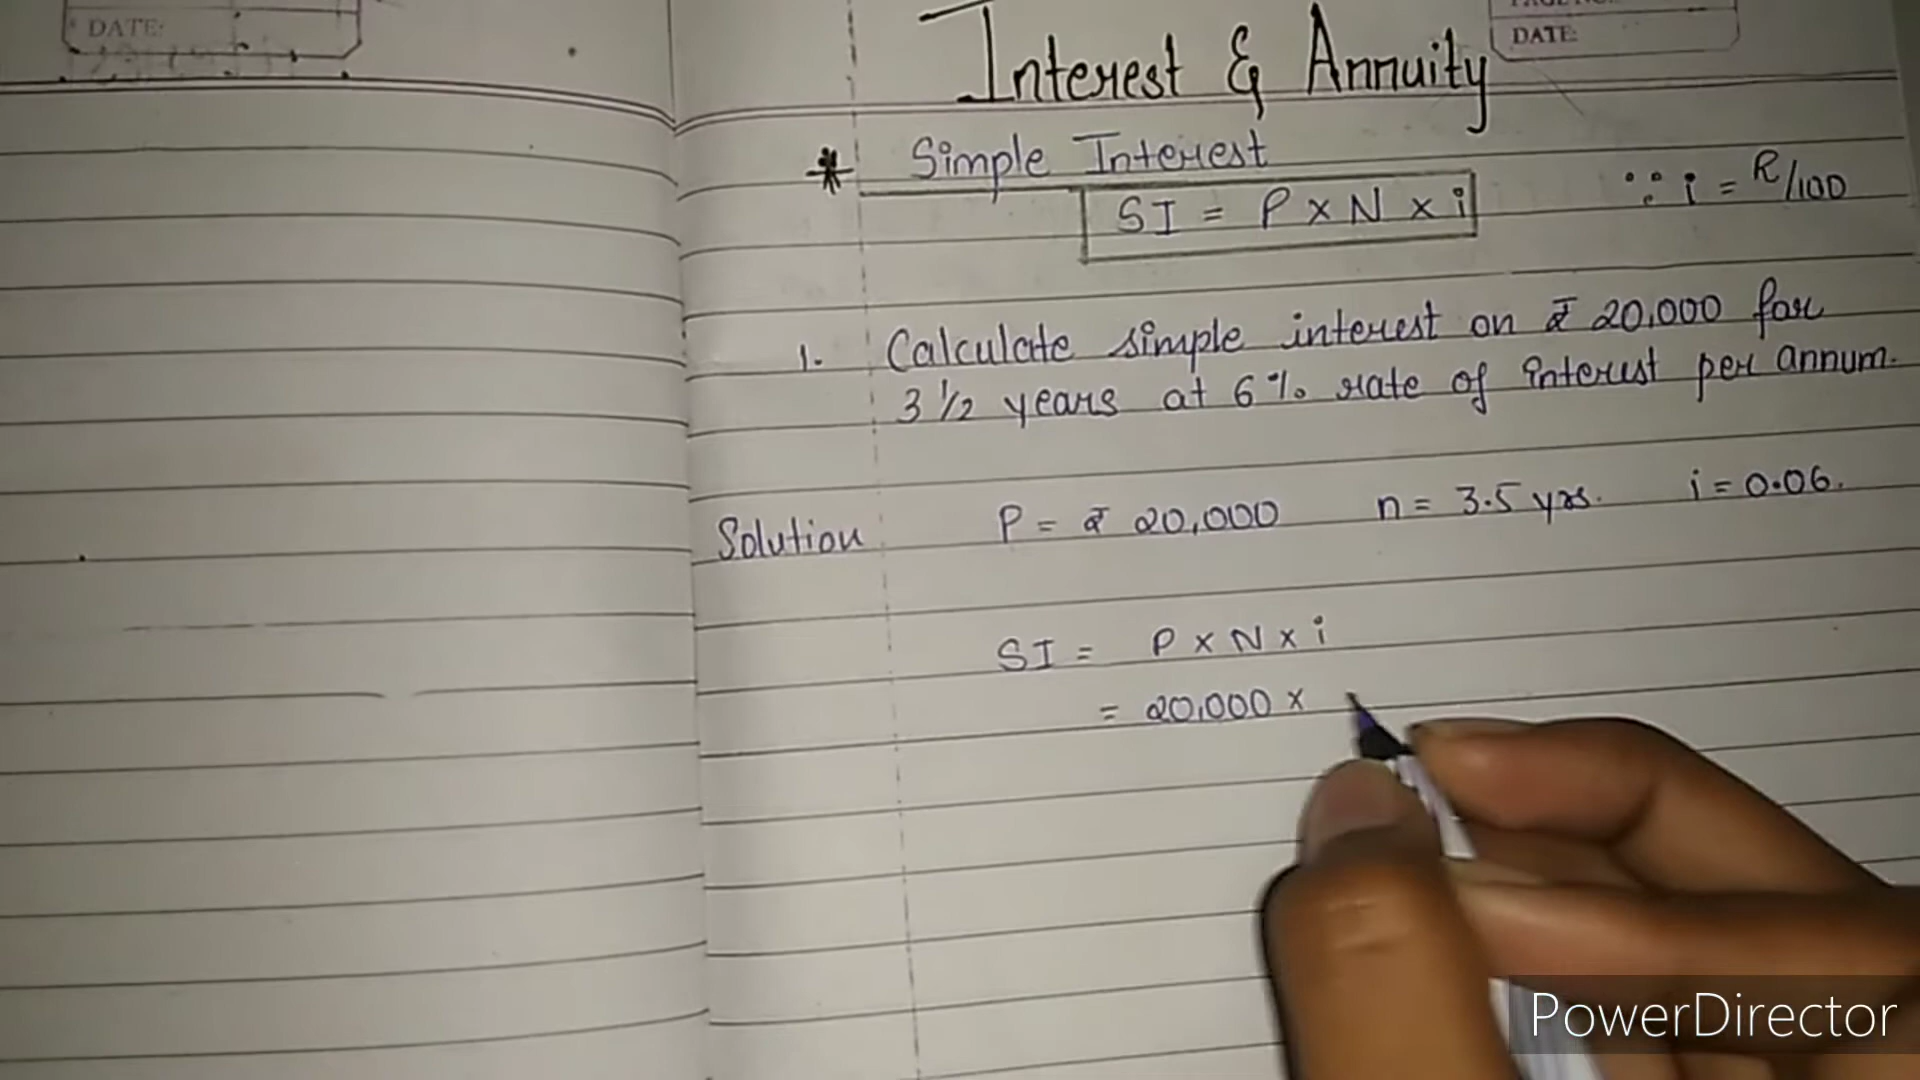 DATE:
DATE:
Interest & Annuity
* Simple Interest
SI = P × N × i ∵ i = R/100
1. Calculate simple interest on ₹ 20,000 for
3 1/2 years at 6% rate of interest per annum.
Solution P = ₹ 20,000 n = 3.5 yrs. i = 0.06.
SI = P × N × i
= 20,000 ×
PowerDirector